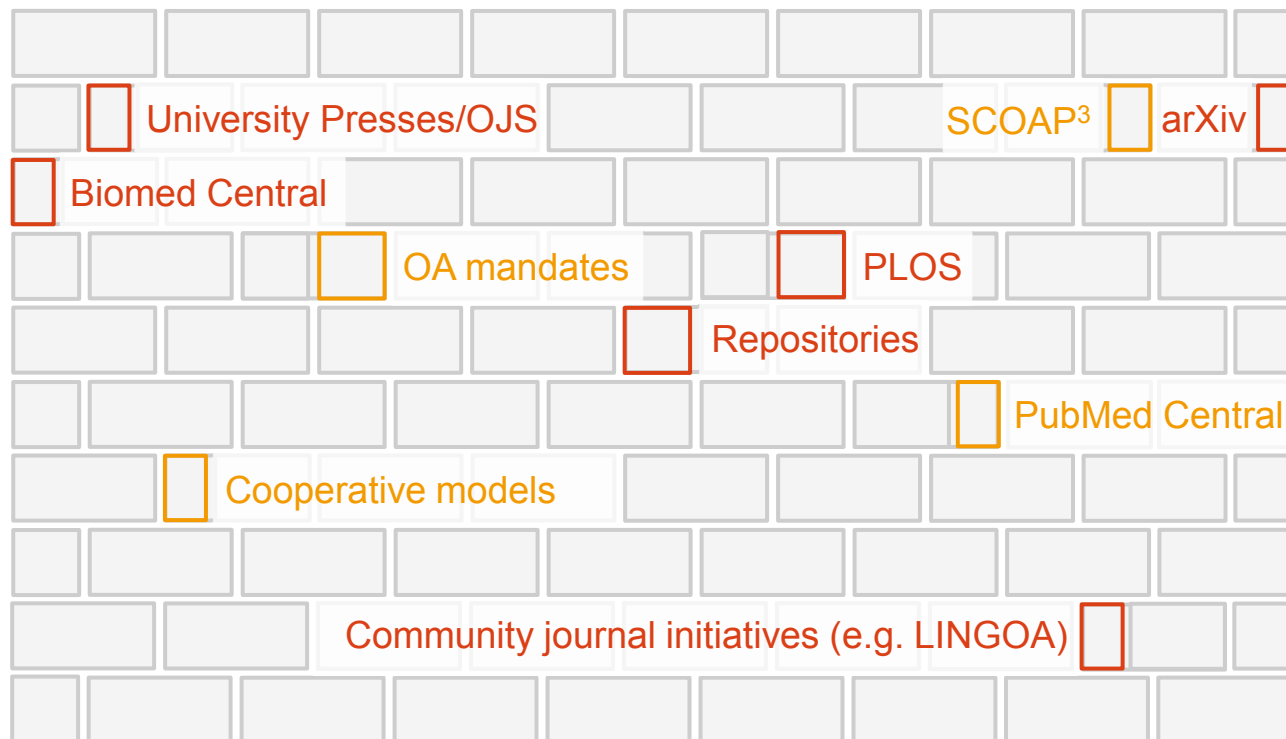 University Presses/OJS
SCOAP³
arXiv
Biomed Central
OA mandates
PLOS
Repositories
PubMed Central
Cooperative models
Community journal initiatives (e.g. LINGOA)